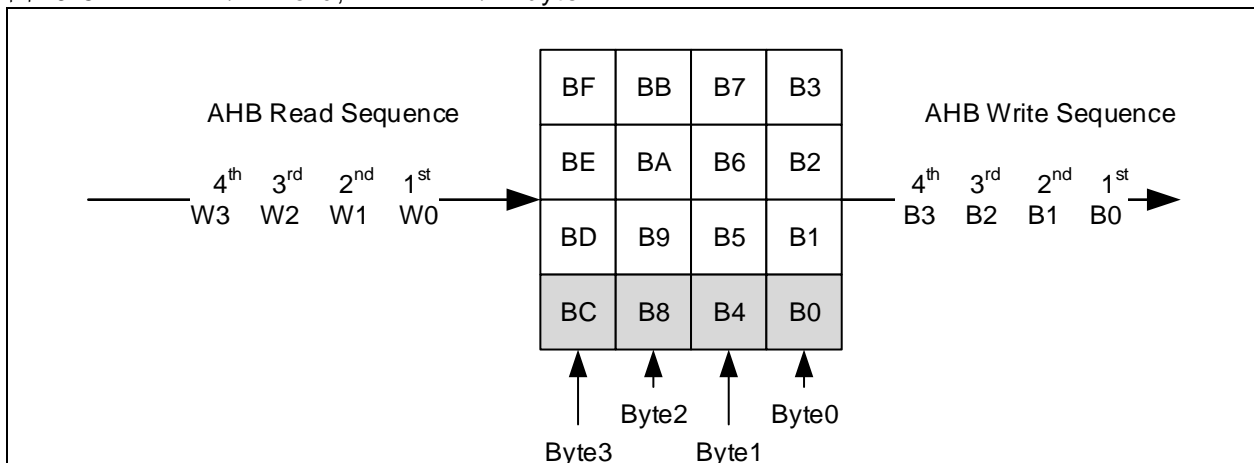 BF BB B7 B3
AHB Read Sequence
AHB Write Sequence
BE BA B6 B2
4th 3rd 2nd 1st
W3 W2 W1 W0
4th 3rd 2nd 1st
B3 B2 B1 B0
BD B9 B5 B1
BC B8 B4 B0
Byte2 Byte0
Byte3 Byte1